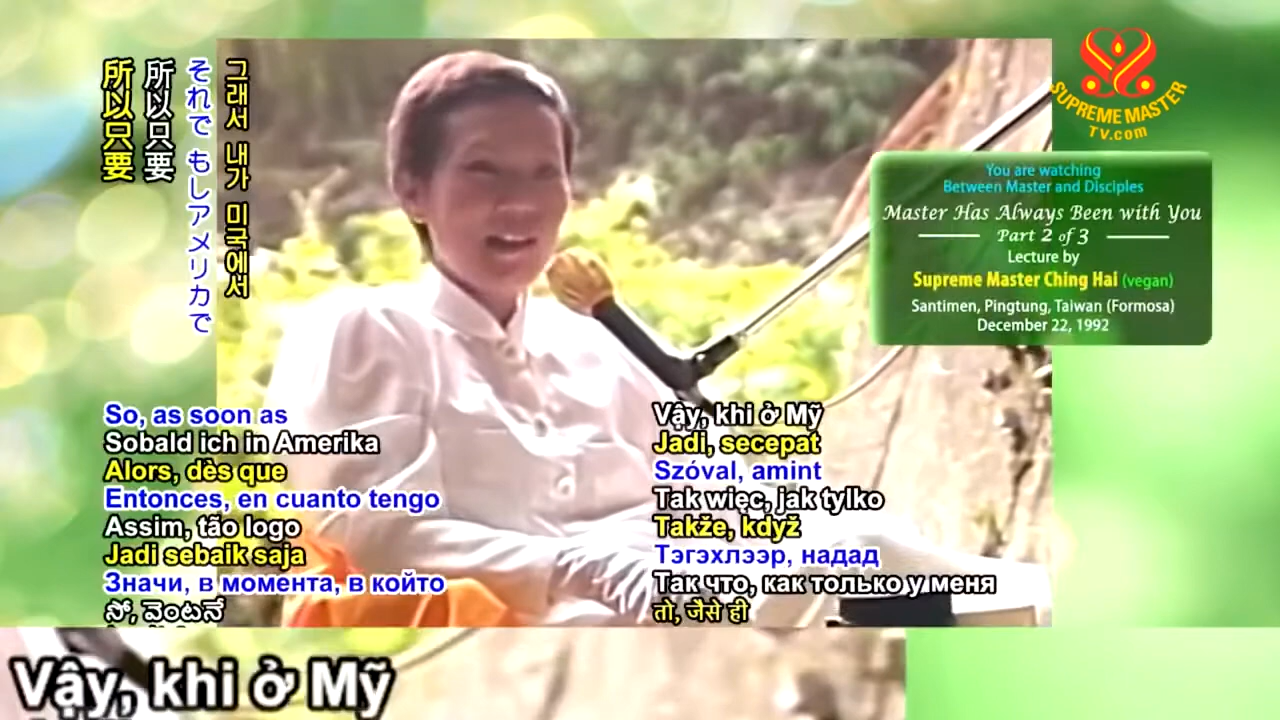 所以只要
所以只要
それで もしアメリカで
그래서 내가 미국에서
SUPREME MASTER
TV.com
You are watching
Between Master and Disciples
Master Has Always Been with You
Part 2 of 3
Lecture by
Supreme Master Ching Hai (vegan)
Santimen, Pingtung, Taiwan (Formosa)
December 22, 1992
So, as soon as
Sobald ich in Amerika
Alors, dès que
Entonces, en cuanto tengo
Assim, tão logo
Jadi sebaik saja
Значи, в момента, в който
సో, వెంటనే
Vậy, khi ở Mỹ
Jadi, secepat
Szóval, amint
Tak więc, jak tylko
Takže, když
Тэгэхлээр, надад
Так что, как только у меня
तो, जैसे ही
Vậy, khi ở Mỹ